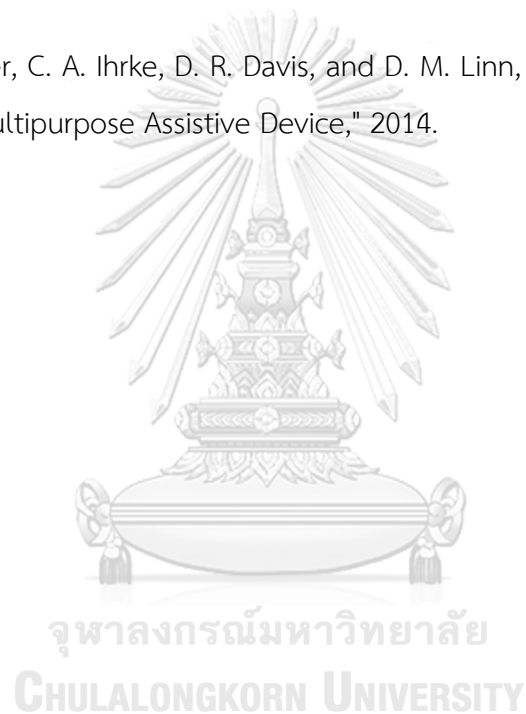 er, C. A. Ihrke, D. R. Davis, and D. M. Linn,
ultipurpose Assistive Device," 2014.
จุฬาลงกรณ์มหาวิทยาลัย
CHULALONGKORN UNIVERSITY